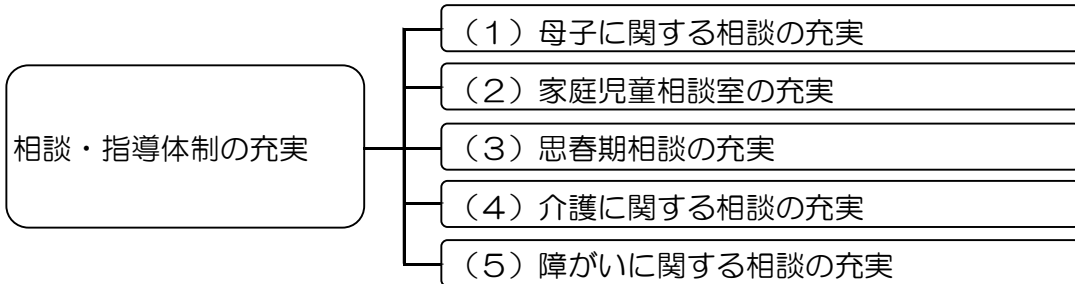 相談・指導体制の充実
(1)母子に関する相談の充実
(2)家庭児童相談室の充実
(3)思春期相談の充実
(4)介護に関する相談の充実
(5)障がいに関する相談の充実